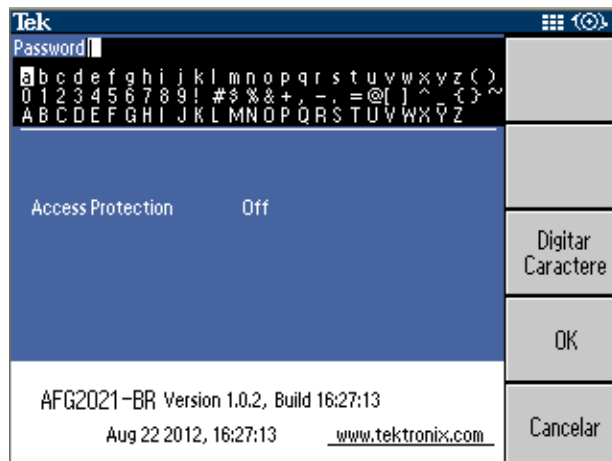 Tek
Password
a b c d e f g h i j k l m n o p q r s t u v w x y z ( )
0 1 2 3 4 5 6 7 8 9 ! # $ % & + , - . = @ [ ] ^ _ { } ~
A B C D E F G H I J K L M N O P Q R S T U V W X Y Z
Access Protection Off
Digitar
Caractere
OK
AFG2021-BR Version 1.0.2, Build 16:27:13
Aug 22 2012, 16:27:13 www.tektronix.com
Cancelar